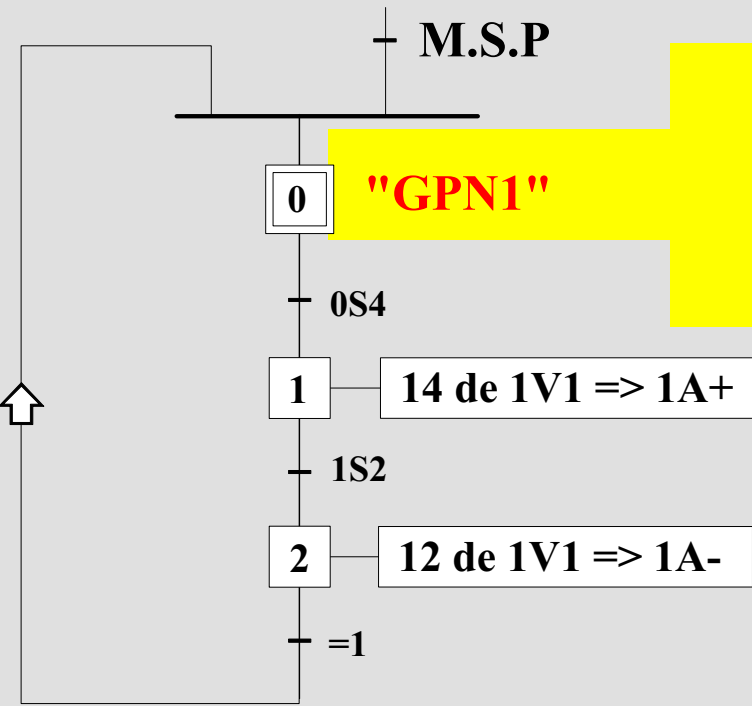 M.S.P
0 "GPN1"
0S4
1 14 de 1V1 => 1A+
1S2
2 12 de 1V1 => 1A-
=1